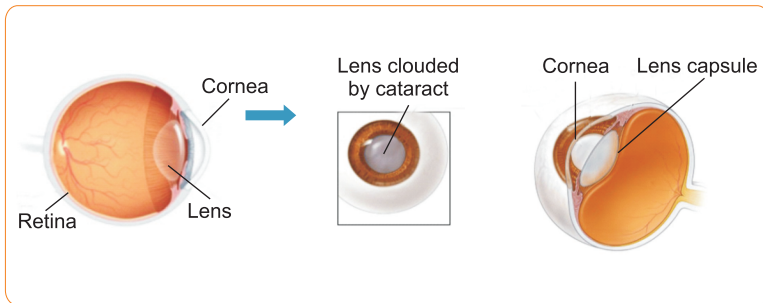 Cornea
Lens
Retina
Lens clouded
by cataract
Cornea
Lens capsule